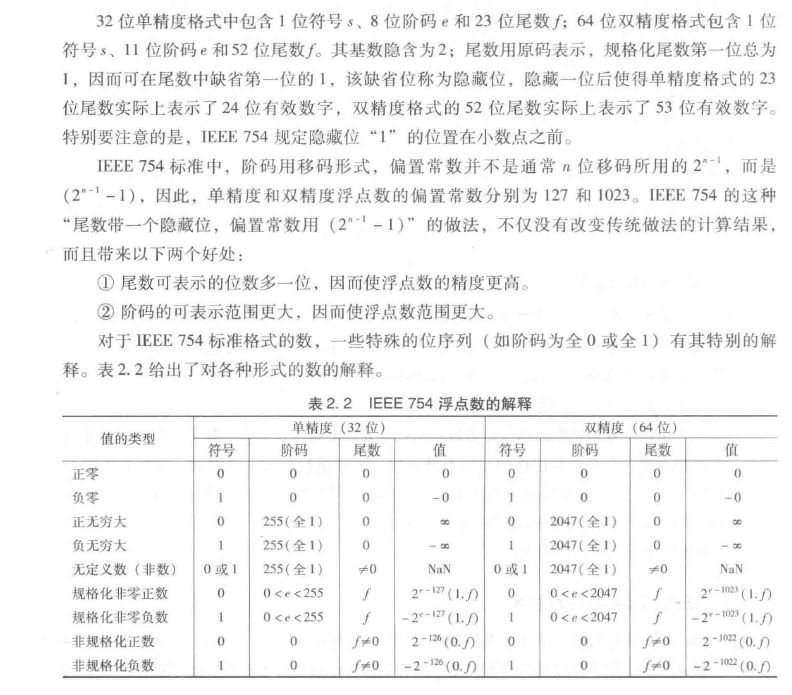 32 位单精度格式中包含 1 位符号 s、8 位阶码 e 和 23 位尾数 f; 64 位双精度格式包含 1 位
符号 s、11 位阶码 e 和 52 位尾数 f。其基数隐含为 2; 尾数用原码表示，规格化尾数第一位总为
1，因而可在尾数中缺省第一位的 1，该缺省位称为隐藏位，隐藏一位后使得单精度格式的 23
位尾数实际上表示了 24 位有效数字，双精度格式的 52 位尾数实际上表示了 53 位有效数字。
特别要注意的是，IEEE 754 规定隐藏位“1”的位置在小数点之前。
IEEE 754 标准中，阶码用移码形式，偏置常数并不是通常 n 位移码所用的 2ⁿ⁻¹，而是
(2ⁿ⁻¹ - 1)，因此，单精度和双精度浮点数的偏置常数分别为 127 和 1023。IEEE 754 的这种
“尾数带一个隐藏位，偏置常数用 (2ⁿ⁻¹ - 1)”的做法，不仅没有改变传统做法的计算结果，
而且带来以下两个好处:
① 尾数可表示的位数多一位，因而使浮点数的精度更高。
② 阶码的可表示范围更大，因而使浮点数范围更大。
对于 IEEE 754 标准格式的数，一些特殊的位序列（如阶码为全 0 或全 1）有其特别的解
释。表 2.2 给出了对各种形式的数的解释。
表 2.2 IEEE 754 浮点数的解释
值的类型 单精度（32 位） 双精度（64 位）
符号 阶码 尾数 值 符号 阶码 尾数 值
正零 0 0 0 0 0 0 0 0
负零 1 0 0 -0 1 0 0 -0
正无穷大 0 255(全 1) 0 ∞ 0 2047(全 1) 0 ∞
负无穷大 1 255(全 1) 0 -∞ 1 2047(全 1) 0 -∞
无定义数（非数） 0 或 1 255(全 1) ≠0 NaN 0 或 1 2047(全 1) ≠0 NaN
规格化非零正数 0 0<e<255 f 2ᵉ⁻¹²⁷(1.f) 0 0<e<2047 f 2ᵉ⁻¹⁰²³(1.f)
规格化非零负数 1 0<e<255 f -2ᵉ⁻¹²⁷(1.f) 1 0<e<2047 f -2ᵉ⁻¹⁰²³(1.f)
非规格化正数 0 0 f≠0 2⁻¹²⁶(0.f) 0 0 f≠0 2⁻¹⁰²²(0.f)
非规格化负数 1 0 f≠0 -2⁻¹²⁶(0.f) 1 0 f≠0 -2⁻¹⁰²²(0.f)